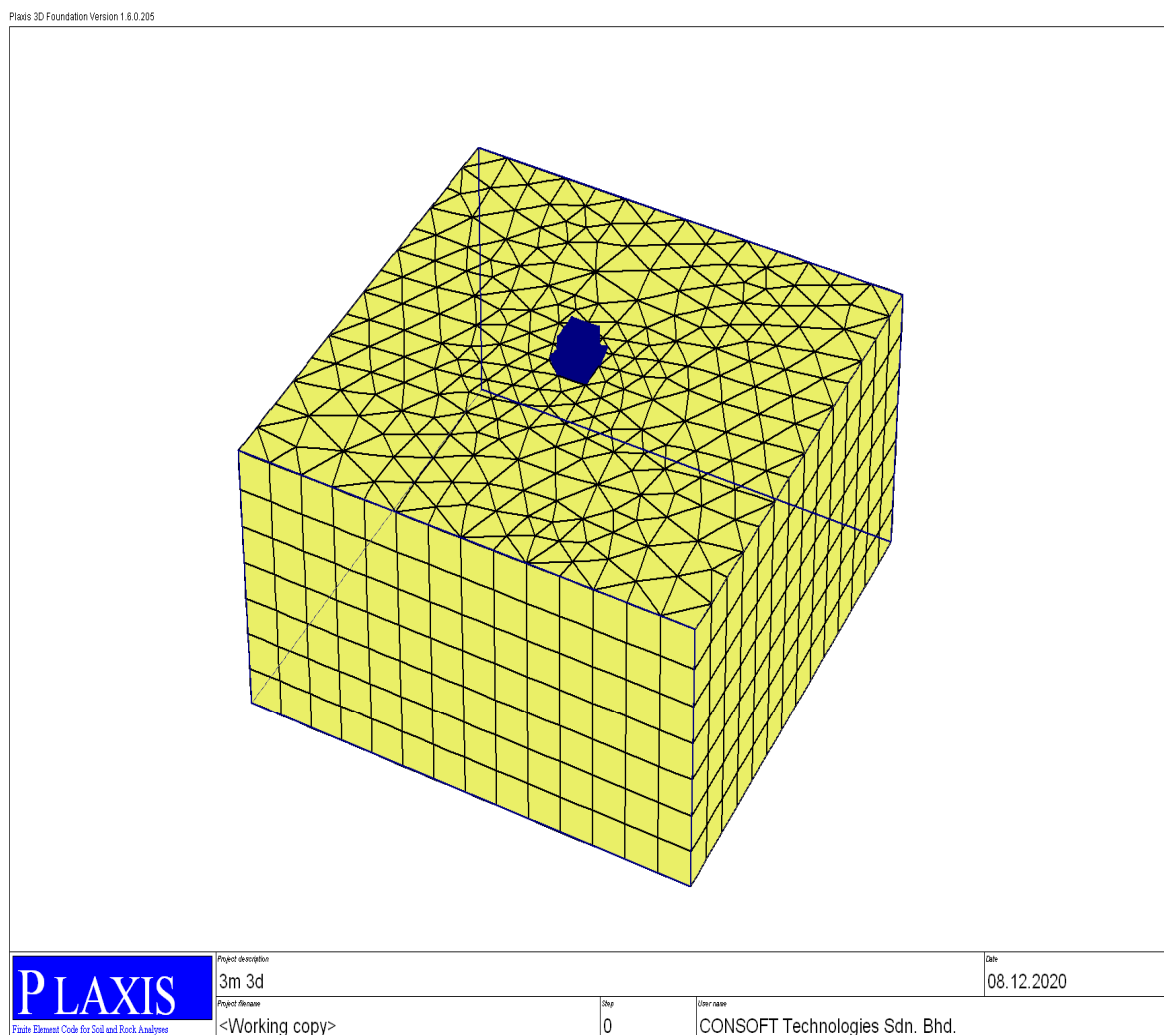 Plaxis 3D Foundation Version 1.6.0.205
PLAXIS
Finite Element Code for Soil and Rock Analyses
Project description
3m 3d
Date
08.12.2020
Project filename
<Working copy>
Step
0
User name
CONSOFT Technologies Sdn. Bhd.